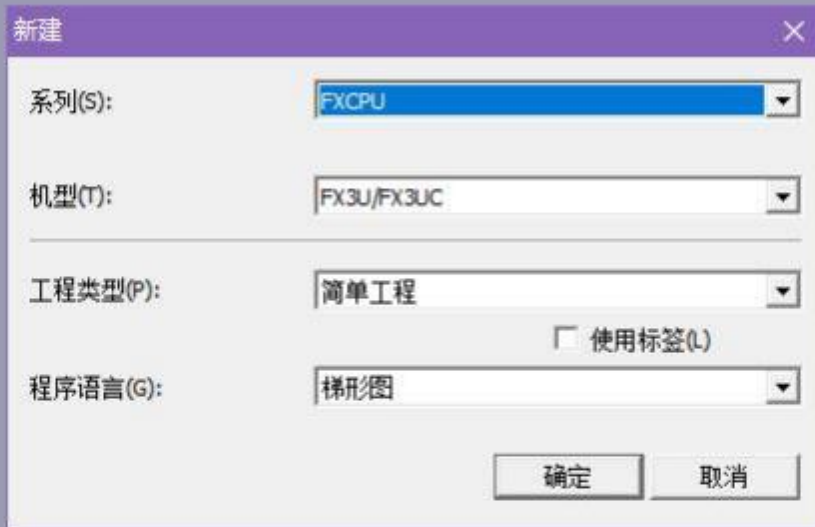 新建
系列(S): FXCPU
机型(T): FX3U/FX3UC
工程类型(P): 简单工程
使用标签(L)
程序语言(G): 梯形图
确定 取消